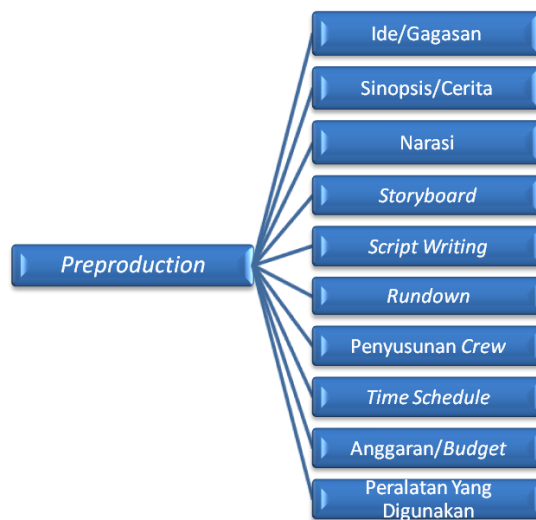 Ide/Gagasan
Sinopsis/Cerita
Narasi
Storyboard
Script Writing
Preproduction
Rundown
Penyusunan Crew
Time Schedule
Anggaran/Budget
Peralatan Yang
Digunakan